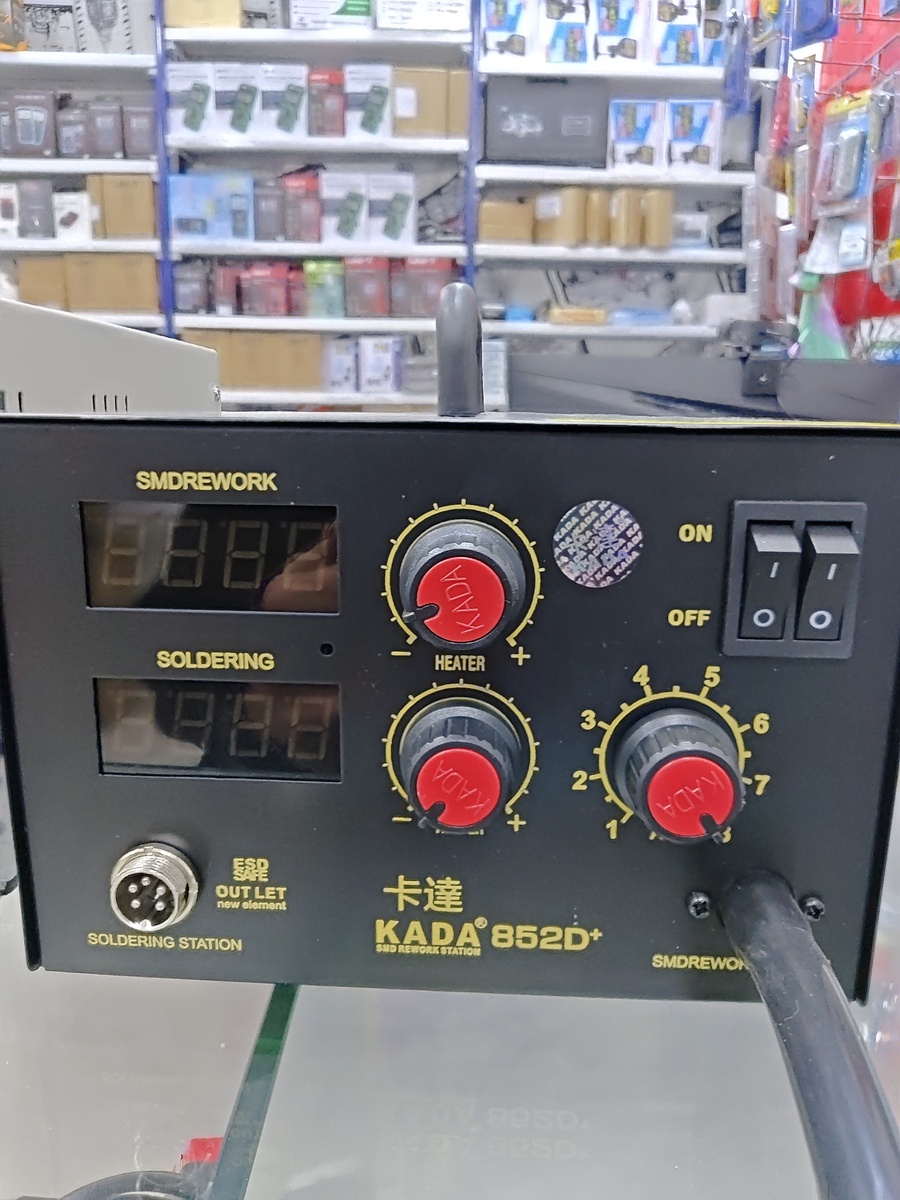 SMDREWORK
ON
OFF
SOLDERING
− HEATER +
4 5
3 6
2 7
1 8
KADA
KADA
KADA
− +
ESD
SAFE
OUT LET
new element
SOLDERING STATION
卡達
KADA® 852D+
SMD REWORK STATION
SMDREWOR